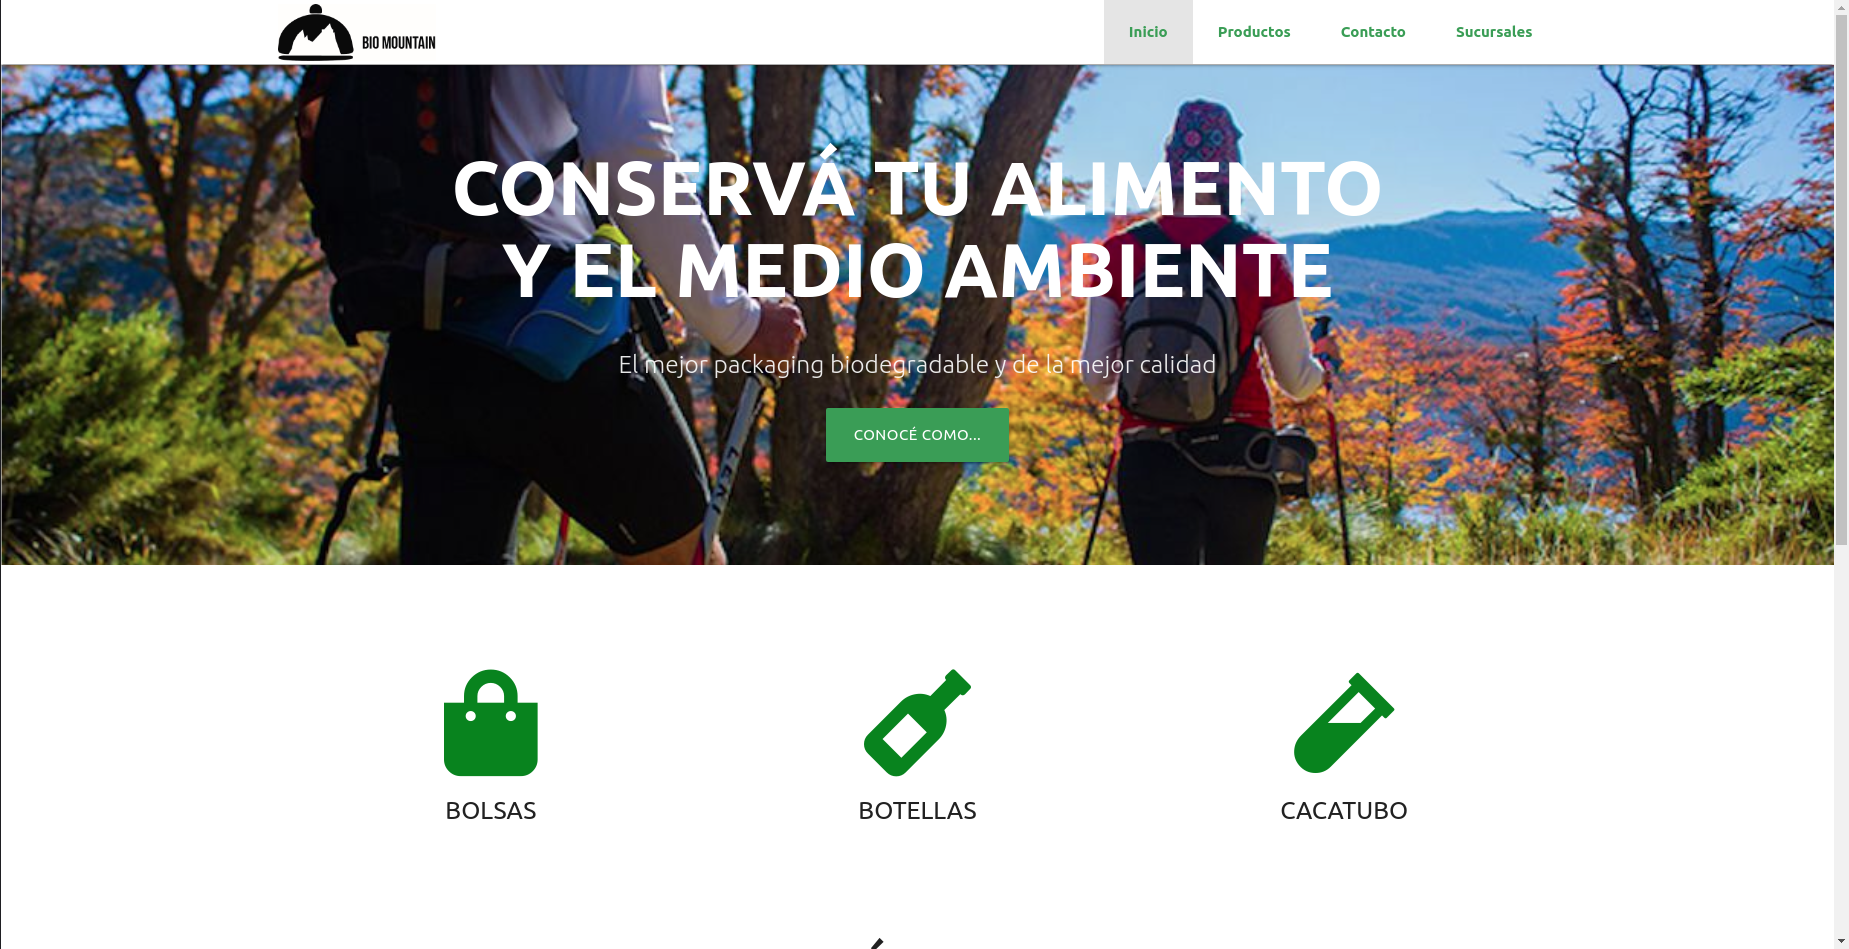 BIO MOUNTAIN
Inicio Productos Contacto Sucursales
CONSERVÁ TU ALIMENTO
Y EL MEDIO AMBIENTE
El mejor packaging biodegradable y de la mejor calidad
CONOCÉ COMO...
BOLSAS BOTELLAS CACATUBO